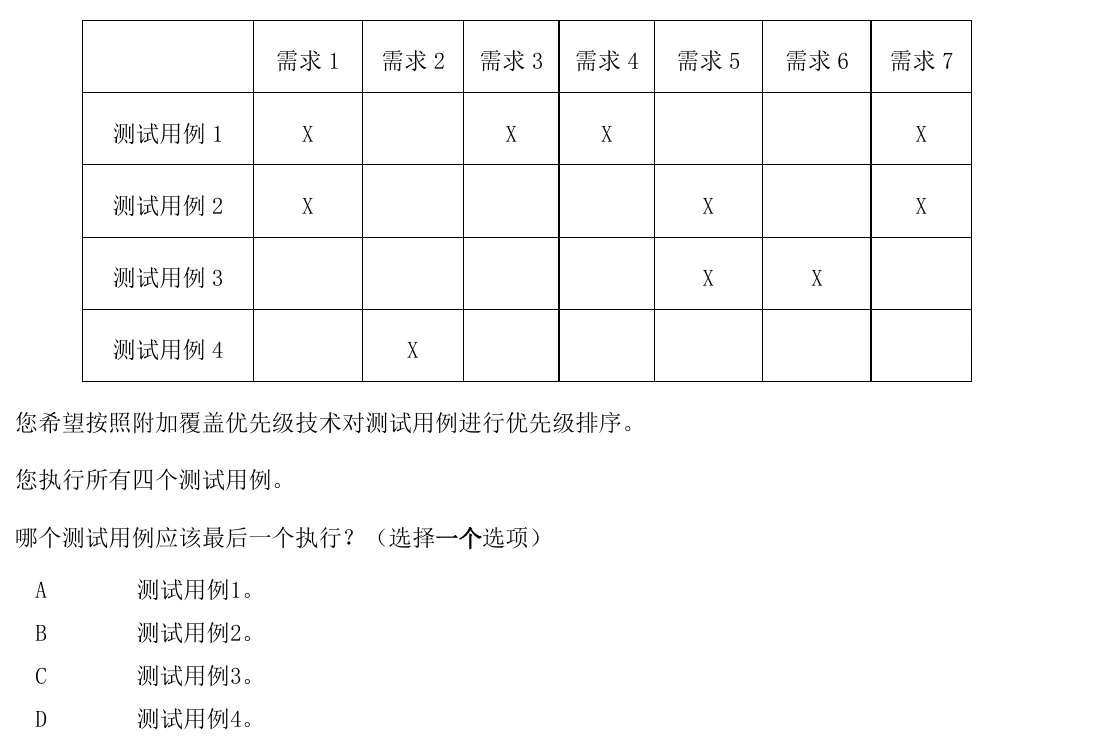 需求 1 需求 2 需求 3 需求 4 需求 5 需求 6 需求 7
测试用例 1 X X X X
测试用例 2 X X X
测试用例 3 X X
测试用例 4 X
您希望按照附加覆盖优先级技术对测试用例进行优先级排序。
您执行所有四个测试用例。
哪个测试用例应该最后一个执行？（选择一个选项）
A 测试用例1。
B 测试用例2。
C 测试用例3。
D 测试用例4。